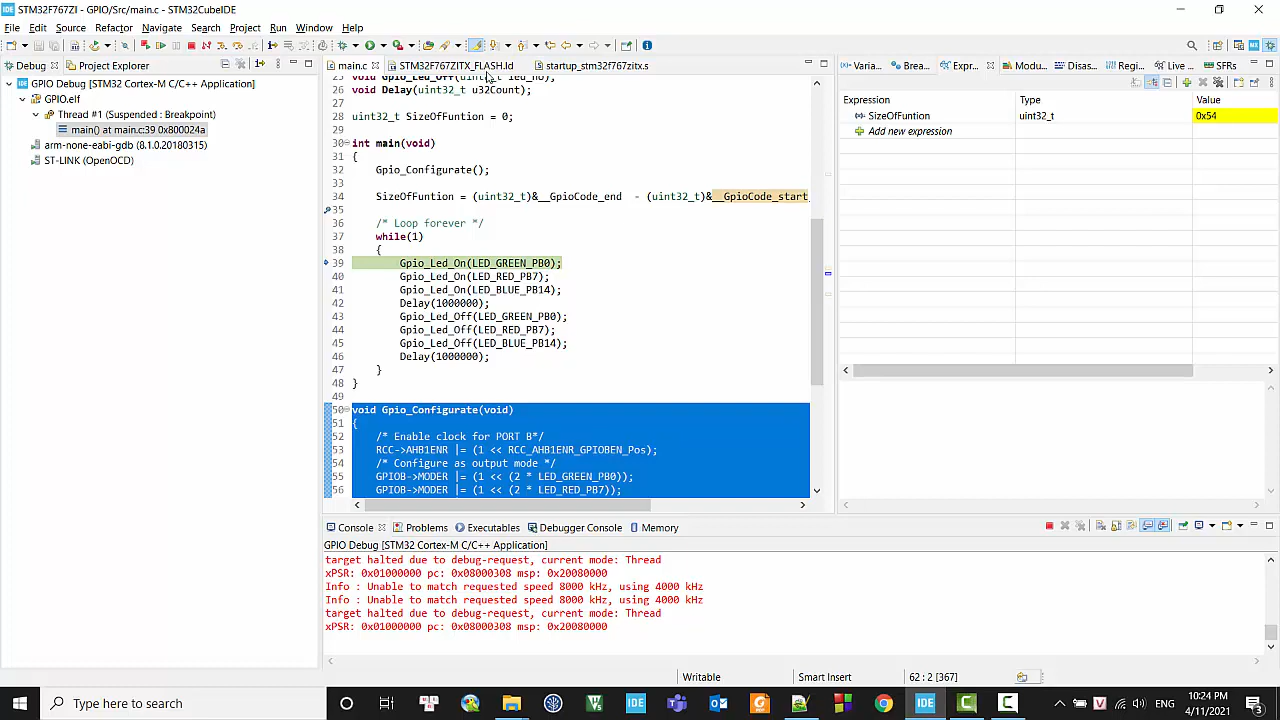 STM32F767ZI - GPIO/Src/main.c - STM32CubeIDE
File Edit Source Refactor Navigate Search Project Run Window Help
Debug Project Explorer
GPIO Debug [STM32 Cortex-M C/C++ Application]
GPIO.elf
Thread #1 (Suspended : Breakpoint)
main() at main.c:39 0x800024a
arm-none-eabi-gdb (8.1.0.20180315)
ST-LINK (OpenOCD)
main.c STM32F767ZITX_FLASH.ld startup_stm32f767zitx.s
25 void Gpio_Led_Off(uint32_t led_no);
26 void Delay(uint32_t u32Count);
27
28 uint32_t SizeOfFuntion = 0;
29
30 int main(void)
31 {
32 Gpio_Configurate();
33
34 SizeOfFuntion = (uint32_t)&__GpioCode_end - (uint32_t)&__GpioCode_start
35
36 /* Loop forever */
37 while(1)
38 {
39 Gpio_Led_On(LED_GREEN_PB0);
40 Gpio_Led_On(LED_RED_PB7);
41 Gpio_Led_On(LED_BLUE_PB14);
42 Delay(1000000);
43 Gpio_Led_Off(LED_GREEN_PB0);
44 Gpio_Led_Off(LED_RED_PB7);
45 Gpio_Led_Off(LED_BLUE_PB14);
46 Delay(1000000);
47 }
48 }
49
50 void Gpio_Configurate(void)
51 {
52 /* Enable clock for PORT B*/
53 RCC->AHB1ENR |= (1 << RCC_AHB1ENR_GPIOBEN_Pos);
54 /* Configure as output mode */
55 GPIOB->MODER |= (1 << (2 * LED_GREEN_PB0));
56 GPIOB->MODER |= (1 << (2 * LED_RED_PB7));
Varia... Brea... Expr... Modu... Disas... Regi... Live ... SFRs
Expression Type Value
SizeOfFuntion uint32_t 0x54
Add new expression
Console Problems Executables Debugger Console Memory
GPIO Debug [STM32 Cortex-M C/C++ Application]
target halted due to debug-request, current mode: Thread
xPSR: 0x01000000 pc: 0x08000308 msp: 0x20080000
Info : Unable to match requested speed 8000 kHz, using 4000 kHz
Info : Unable to match requested speed 8000 kHz, using 4000 kHz
target halted due to debug-request, current mode: Thread
xPSR: 0x01000000 pc: 0x08000308 msp: 0x20080000
Writable Smart Insert 62 : 2 [367]
Type here to search
IDE
IDE
ENG
10:24 PM
4/11/2021
3